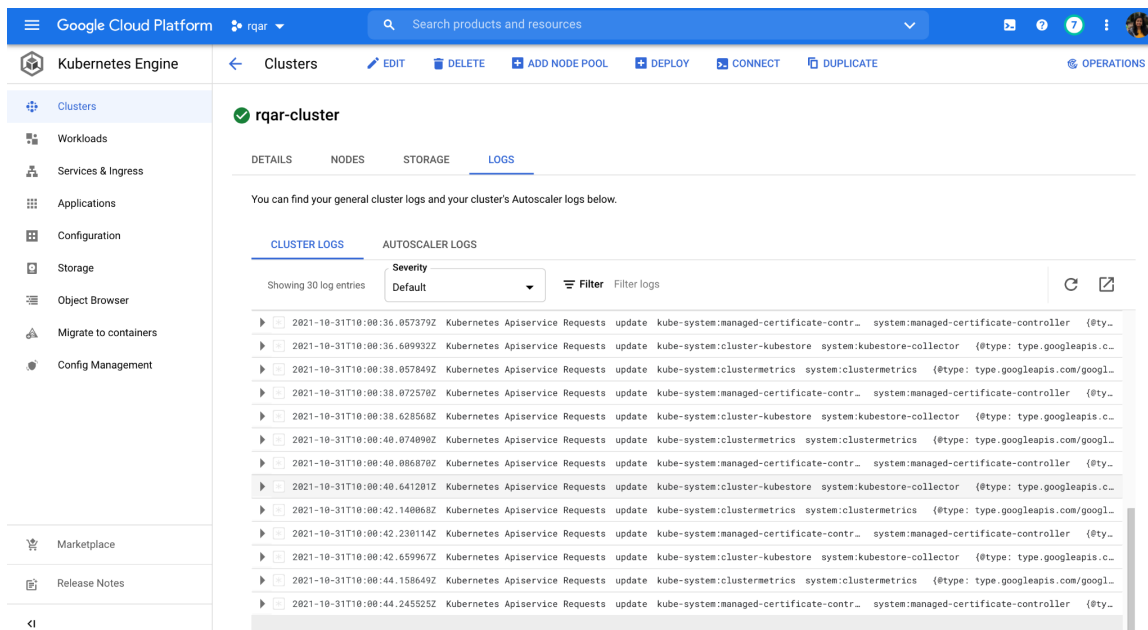 Google Cloud Platform rqar Search products and resources 7
Kubernetes Engine Clusters EDIT DELETE ADD NODE POOL DEPLOY CONNECT DUPLICATE OPERATIONS
Clusters
Workloads
Services & Ingress
Applications
Configuration
Storage
Object Browser
Migrate to containers
Config Management
Marketplace
Release Notes
rqar-cluster
DETAILS NODES STORAGE LOGS
You can find your general cluster logs and your cluster's Autoscaler logs below.
CLUSTER LOGS AUTOSCALER LOGS
Severity
Showing 30 log entries Default Filter Filter logs
2021-10-31T10:00:36.057379Z Kubernetes Apiservice Requests update kube-system:managed-certificate-contr… system:managed-certificate-controller {@ty…
2021-10-31T10:00:36.609932Z Kubernetes Apiservice Requests update kube-system:cluster-kubestore system:kubestore-collector {@type: type.googleapis.c…
2021-10-31T10:00:38.057849Z Kubernetes Apiservice Requests update kube-system:clustermetrics system:clustermetrics {@type: type.googleapis.com/googl…
2021-10-31T10:00:38.072570Z Kubernetes Apiservice Requests update kube-system:managed-certificate-contr… system:managed-certificate-controller {@ty…
2021-10-31T10:00:38.628568Z Kubernetes Apiservice Requests update kube-system:cluster-kubestore system:kubestore-collector {@type: type.googleapis.c…
2021-10-31T10:00:40.074090Z Kubernetes Apiservice Requests update kube-system:clustermetrics system:clustermetrics {@type: type.googleapis.com/googl…
2021-10-31T10:00:40.086870Z Kubernetes Apiservice Requests update kube-system:managed-certificate-contr… system:managed-certificate-controller {@ty…
2021-10-31T10:00:40.641201Z Kubernetes Apiservice Requests update kube-system:cluster-kubestore system:kubestore-collector {@type: type.googleapis.c…
2021-10-31T10:00:42.140068Z Kubernetes Apiservice Requests update kube-system:clustermetrics system:clustermetrics {@type: type.googleapis.com/googl…
2021-10-31T10:00:42.230114Z Kubernetes Apiservice Requests update kube-system:managed-certificate-contr… system:managed-certificate-controller {@ty…
2021-10-31T10:00:42.659967Z Kubernetes Apiservice Requests update kube-system:cluster-kubestore system:kubestore-collector {@type: type.googleapis.c…
2021-10-31T10:00:44.158649Z Kubernetes Apiservice Requests update kube-system:clustermetrics system:clustermetrics {@type: type.googleapis.com/googl…
2021-10-31T10:00:44.245525Z Kubernetes Apiservice Requests update kube-system:managed-certificate-contr… system:managed-certificate-controller {@ty…